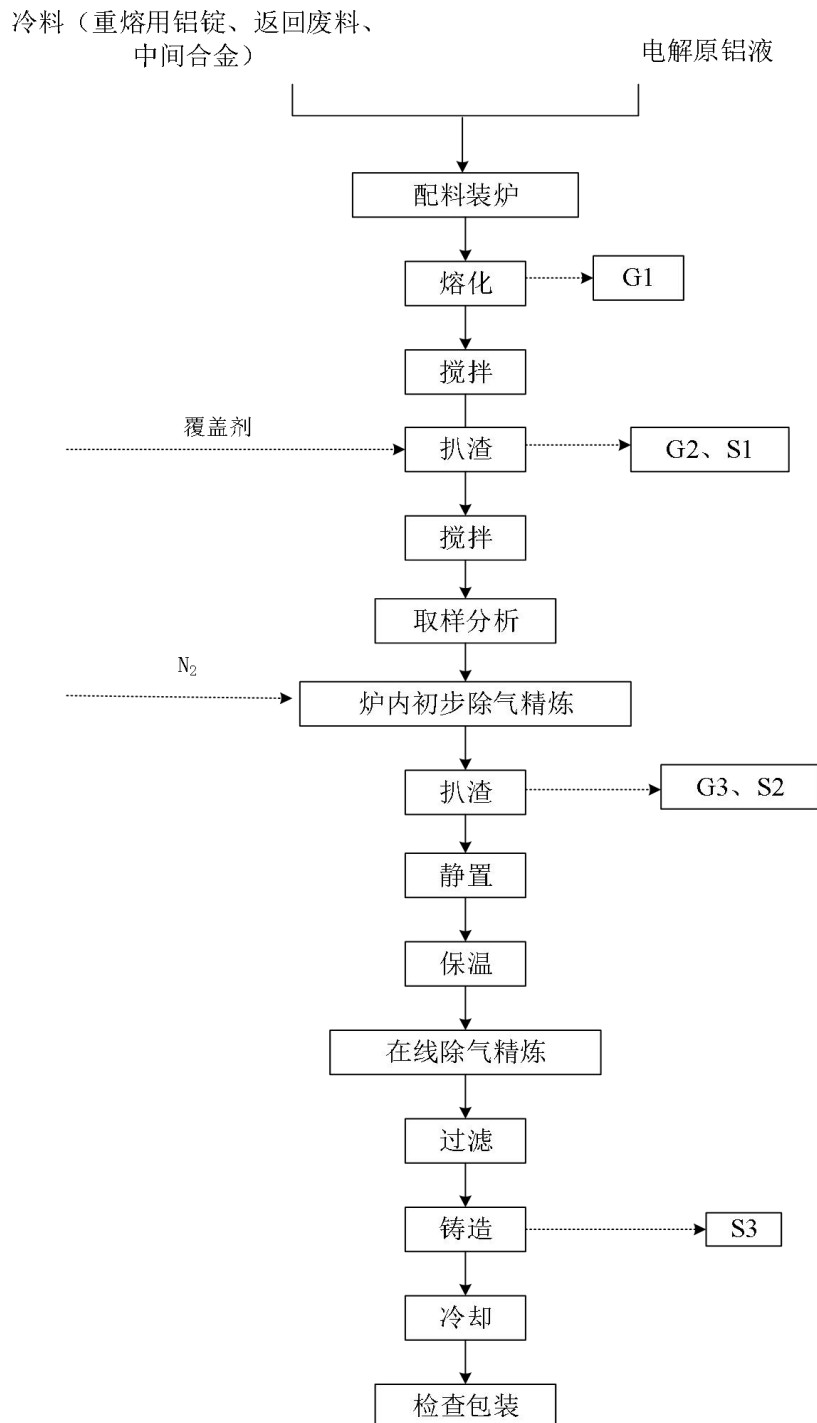 冷料（重熔用铝锭、返回废料、
中间合金）
电解原铝液
配料装炉
熔化
G1
搅拌
覆盖剂
扒渣
G2、S1
搅拌
取样分析
N₂
炉内初步除气精炼
扒渣
G3、S2
静置
保温
在线除气精炼
过滤
铸造
S3
冷却
检查包装